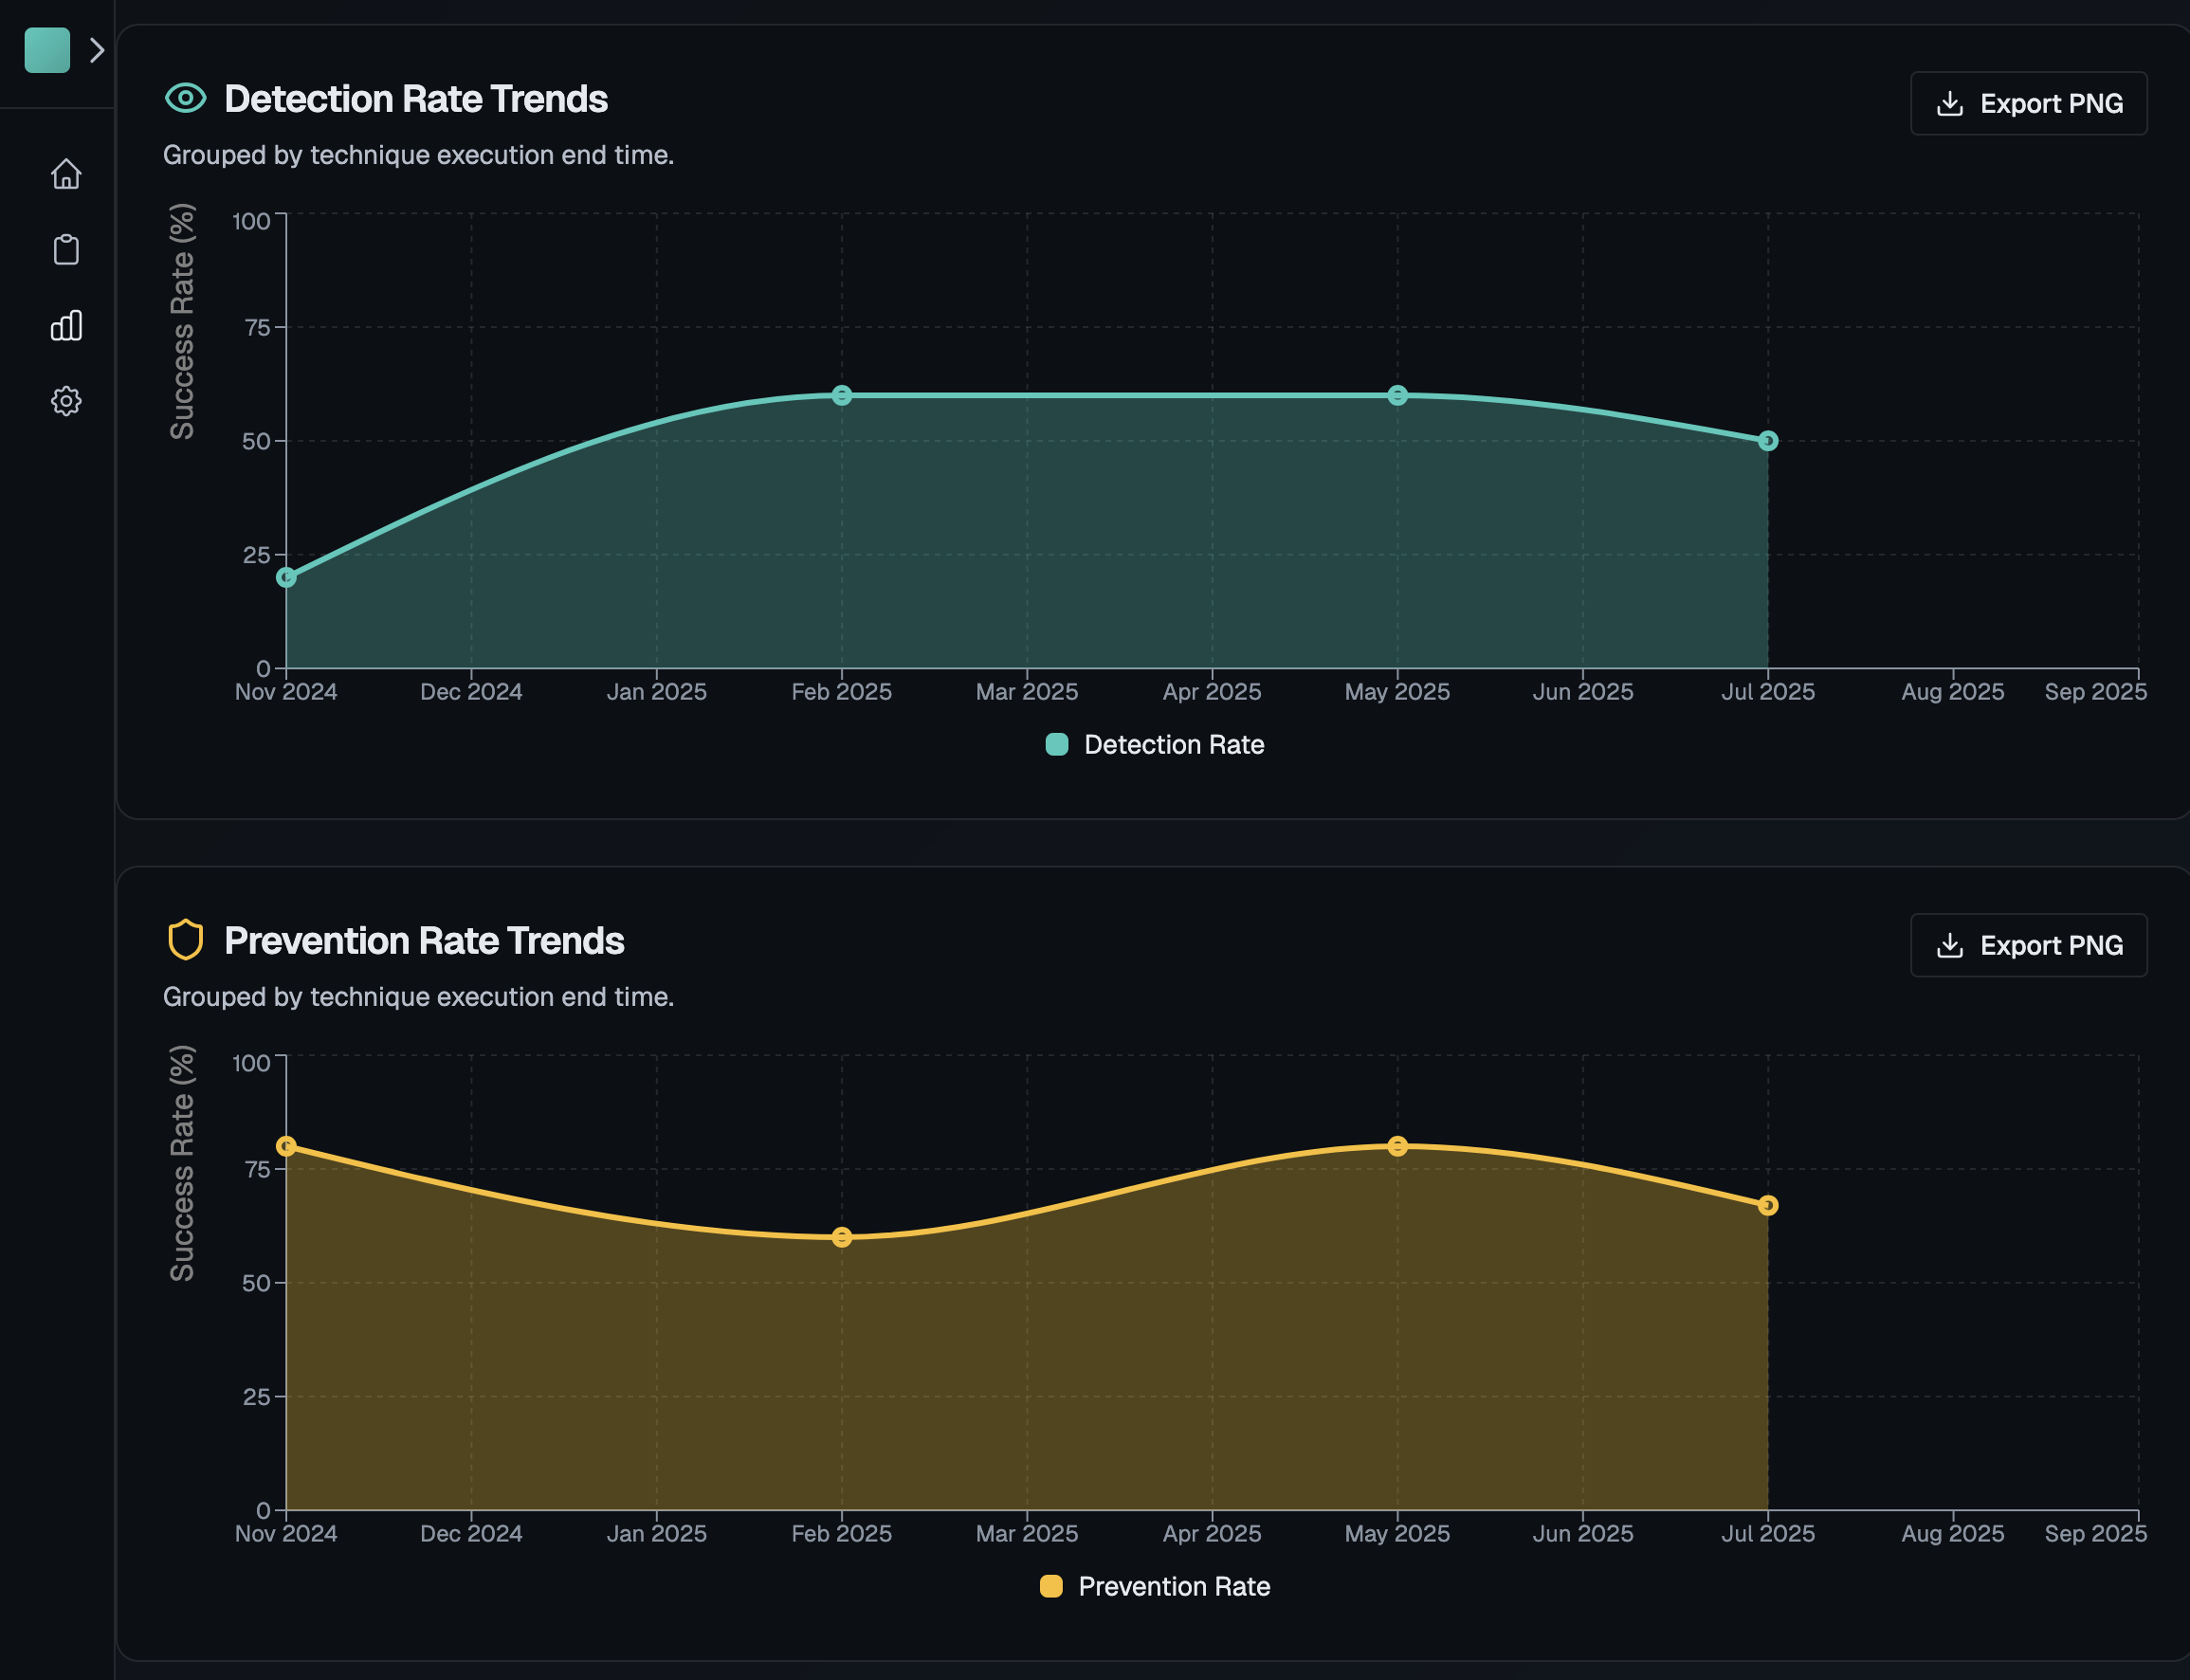 Detection Rate Trends
Export PNG
Grouped by technique execution end time.
Success Rate (%)
100
75
50
25
0
Nov 2024 Dec 2024 Jan 2025 Feb 2025 Mar 2025 Apr 2025 May 2025 Jun 2025 Jul 2025 Aug 2025 Sep 2025
Detection Rate
Prevention Rate Trends
Export PNG
Grouped by technique execution end time.
Success Rate (%)
100
75
50
25
0
Nov 2024 Dec 2024 Jan 2025 Feb 2025 Mar 2025 Apr 2025 May 2025 Jun 2025 Jul 2025 Aug 2025 Sep 2025
Prevention Rate